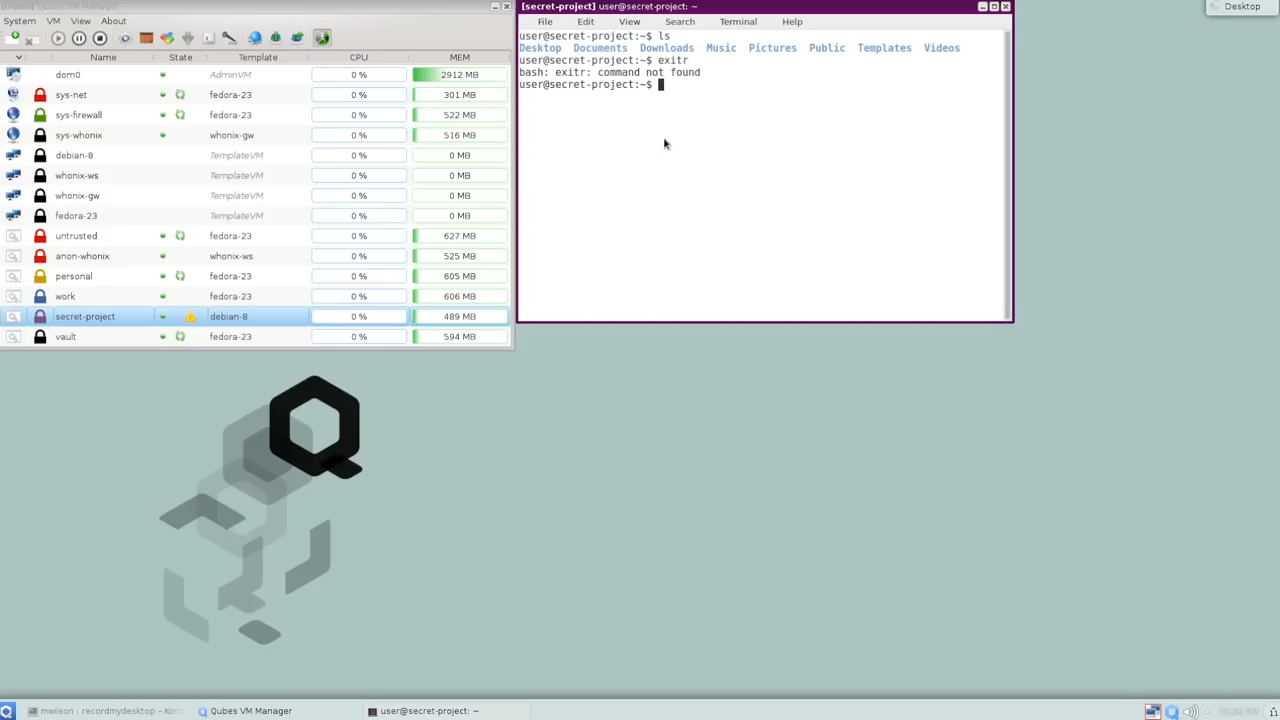 Qubes VM Manager
System VM View About
Name State Template CPU MEM
dom0 AdminVM 0 % 2912 MB
sys-net fedora-23 0 % 301 MB
sys-firewall fedora-23 0 % 522 MB
sys-whonix whonix-gw 0 % 516 MB
debian-8 TemplateVM 0 % 0 MB
whonix-ws TemplateVM 0 % 0 MB
whonix-gw TemplateVM 0 % 0 MB
fedora-23 TemplateVM 0 % 0 MB
untrusted fedora-23 0 % 627 MB
anon-whonix whonix-ws 0 % 525 MB
personal fedora-23 0 % 605 MB
work fedora-23 0 % 606 MB
secret-project debian-8 0 % 489 MB
vault fedora-23 0 % 594 MB
[secret-project] user@secret-project: ~
File Edit View Search Terminal Help
user@secret-project:~$ ls
Desktop Documents Downloads Music Pictures Public Templates Videos
user@secret-project:~$ exitr
bash: exitr: command not found
user@secret-project:~$
Desktop
mwilson : recordmydesktop – Kon
Qubes VM Manager
user@secret-project: ~